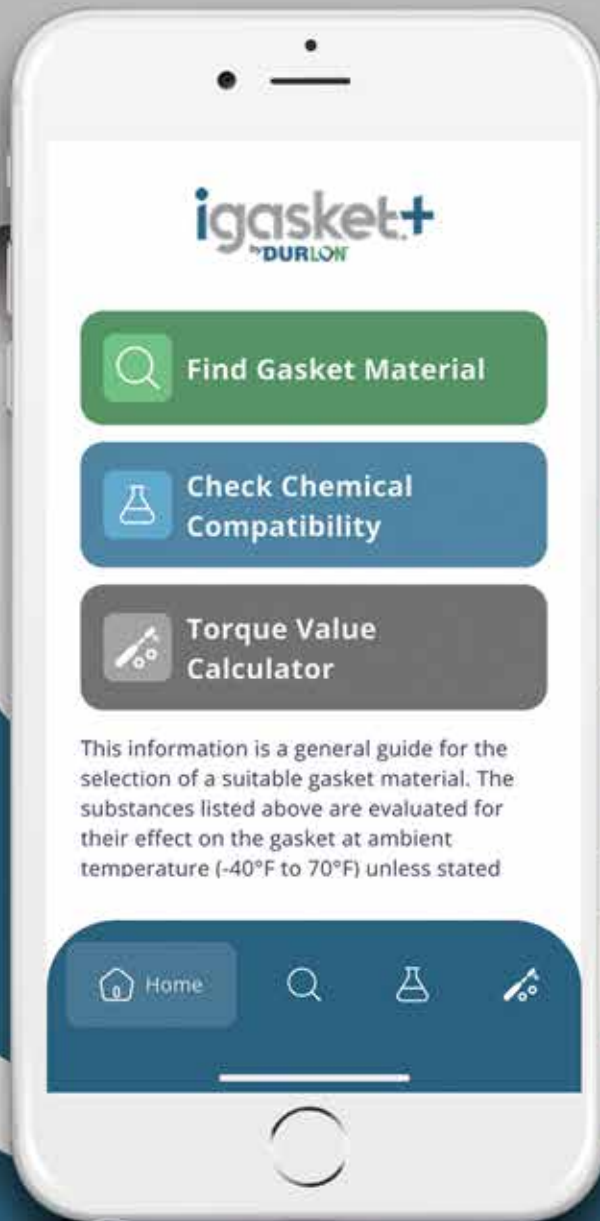 igasket+
by DURLON
Find Gasket Material
Check Chemical
Compatibility
Torque Value
Calculator
This information is a general guide for the
selection of a suitable gasket material. The
substances listed above are evaluated for
their effect on the gasket at ambient
temperature (-40°F to 70°F) unless stated
Home